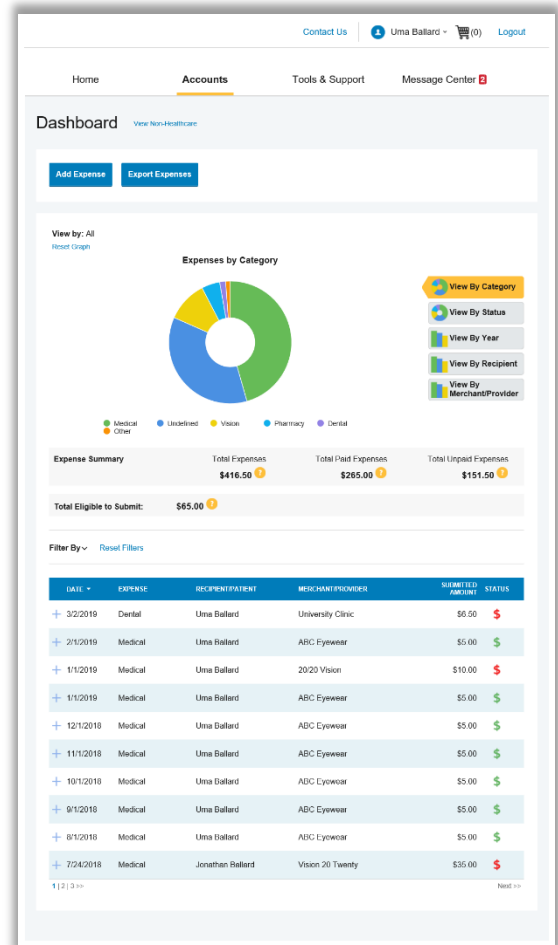 Contact Us Uma Ballard (0) Logout
Home Accounts Tools & Support Message Center 2
Dashboard View Non-Healthcare
Add Expense Export Expenses
View by: All
Reset Graph
Expenses by Category
View By Category
View By Status
View By Year
View By Recipient
View By
Merchant/Provider
Medical Undefined Vision Pharmacy Dental
Other
Expense Summary Total Expenses Total Paid Expenses Total Unpaid Expenses
$416.50 ? $265.00 ? $151.50 ?
Total Eligible to Submit: $65.00 ?
Filter By Reset Filters
DATE EXPENSE RECIPIENT/PATIENT MERCHANT/PROVIDER SUBMITTED AMOUNT STATUS
+ 3/2/2019 Dental Uma Ballard University Clinic $6.50 $
+ 2/1/2019 Medical Uma Ballard ABC Eyewear $5.00 $
+ 1/1/2019 Medical Uma Ballard 20/20 Vision $10.00 $
+ 1/1/2019 Medical Uma Ballard ABC Eyewear $5.00 $
+ 12/1/2018 Medical Uma Ballard ABC Eyewear $5.00 $
+ 11/1/2018 Medical Uma Ballard ABC Eyewear $5.00 $
+ 10/1/2018 Medical Uma Ballard ABC Eyewear $5.00 $
+ 9/1/2018 Medical Uma Ballard ABC Eyewear $5.00 $
+ 8/1/2018 Medical Uma Ballard ABC Eyewear $5.00 $
+ 7/24/2018 Medical Jonathan Ballard Vision 20 Twenty $35.00 $
1 | 2 | 3 >> Next >>